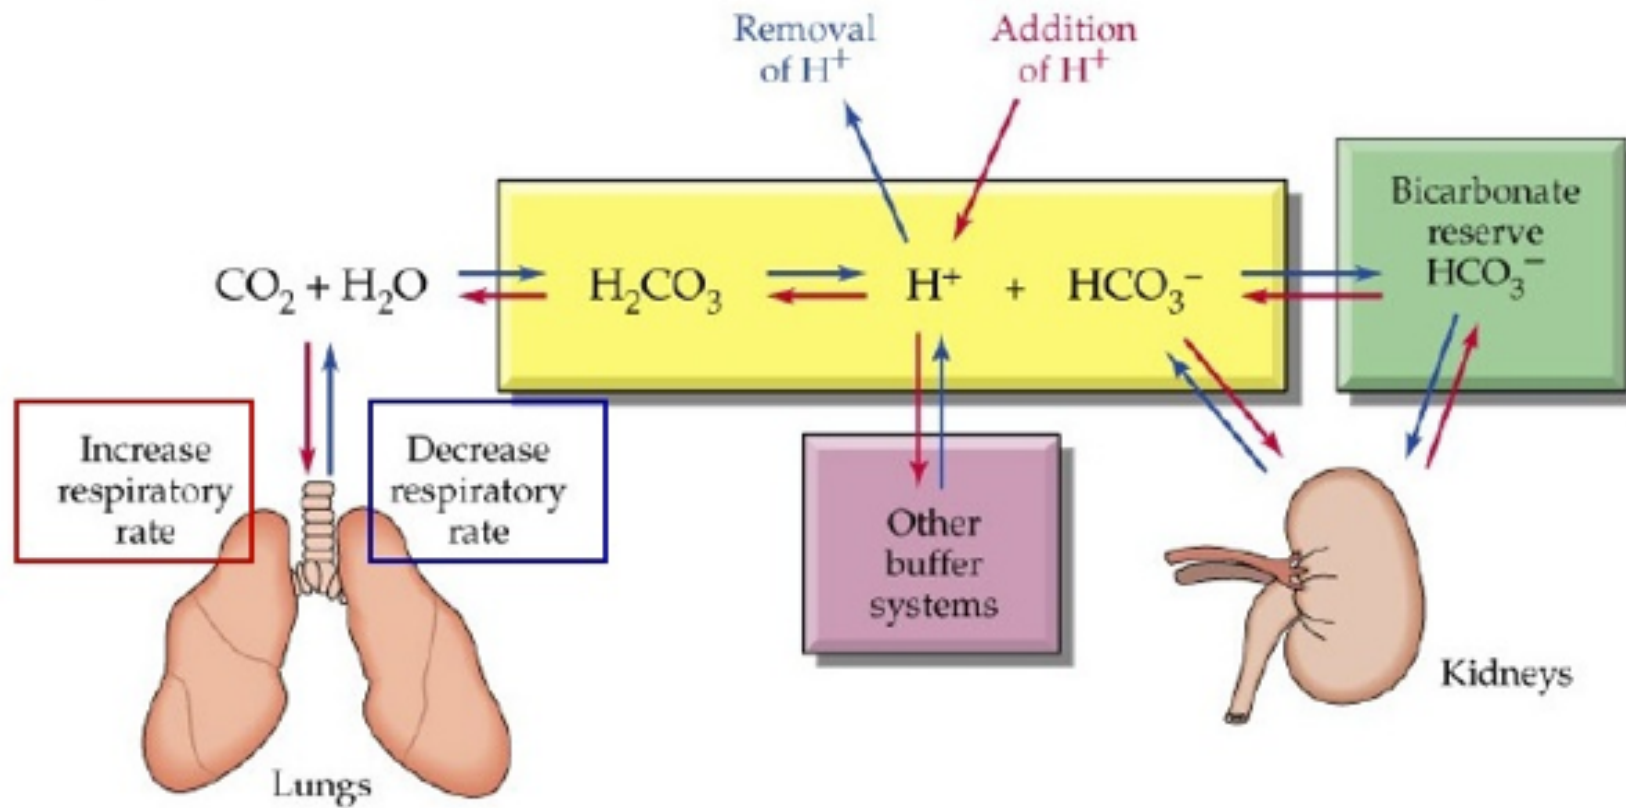 Removal
of H⁺
Addition
of H⁺
Bicarbonate
reserve
HCO₃⁻
CO₂ + H₂O
H₂CO₃
H⁺ + HCO₃⁻
Increase
respiratory
rate
Decrease
respiratory
rate
Other
buffer
systems
Kidneys
Lungs